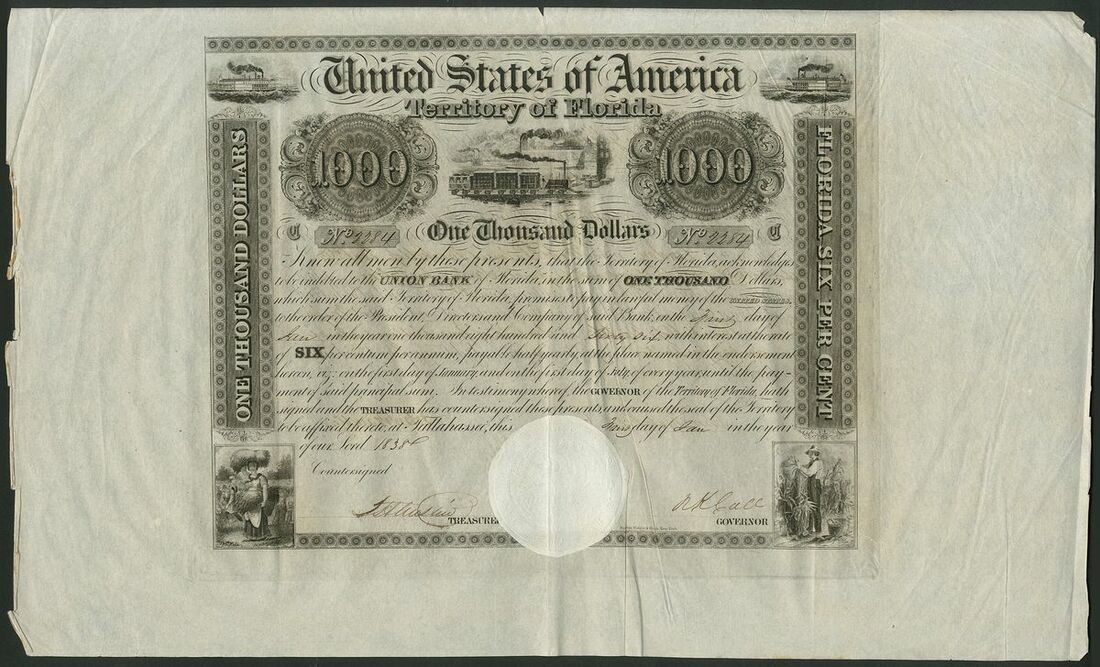 United States of America
Territory of Florida
ONE THOUSAND DOLLARS
1000
1000
FLORIDA SIX PER CENT
C
No 2284
One Thousand Dollars
No 2284
C
Know all men by these presents, that the Territory of Florida, acknowledges
to be indebted to the UNION BANK of Florida, in the sum of ONE THOUSAND Dollars,
which sum the said Territory of Florida, promises to pay in lawful money of the UNITED STATES,
to the order of the President Directors and Company of said Bank, on the First day of
Jan in the year one thousand eight hundred and Sixty six with interest at the rate
of SIX per centum per annum, payable half yearly, at the place named in the endorsement
hereon, viz; on the first day of January, and on the first day of July, of every year, until the pay-
ment of said principal sum. In testimony whereof, the GOVERNOR of the Territory of Florida, hath
signed and the TREASURER has countersigned these presents, and caused the seal of the Territory
to be affixed thereto, at Tallahassee, this First day of Jan in the year
of our Lord 1838
Countersigned
TREASURER
R K Call
GOVERNOR